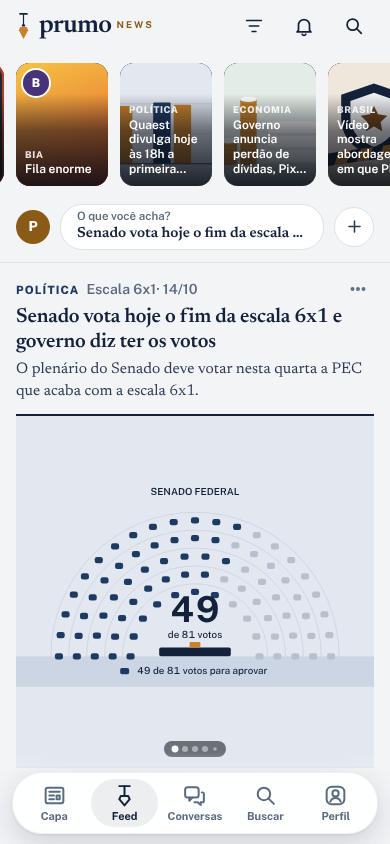 prumo NEWS
B
BIA
Fila enorme
POLÍTICA
Quaest
divulga hoje
às 18h a
primeira...
ECONOMIA
Governo
anuncia
perdão de
dívidas, Pix...
BRASIL
Vídeo
mostra
abordage
em que P
P
O que você acha?
Senado vota hoje o fim da escala ...
POLÍTICA Escala 6x1· 14/10
Senado vota hoje o fim da escala 6x1 e
governo diz ter os votos
O plenário do Senado deve votar nesta quarta a PEC
que acaba com a escala 6x1.
SENADO FEDERAL
49
de 81 votos
49 de 81 votos para aprovar
Capa
Feed
Conversas
Buscar
Perfil